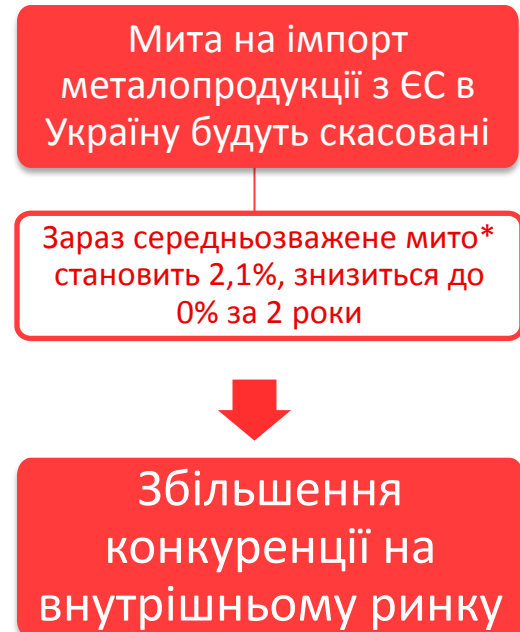 Мита на імпорт
металопродукції з ЄС в
Україну будуть скасовані
Зараз середньозважене мито*
становить 2,1%, знизиться до
0% за 2 роки
Збільшення
конкуренції на
внутрішньому ринку